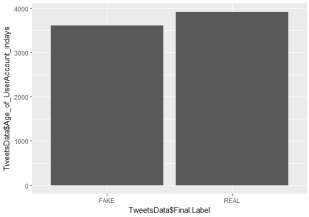 4000
3000
2000
1000
0
TweetsData$Age_of_UserAccount_indays
FAKE
REAL
TweetsData$Final.Label